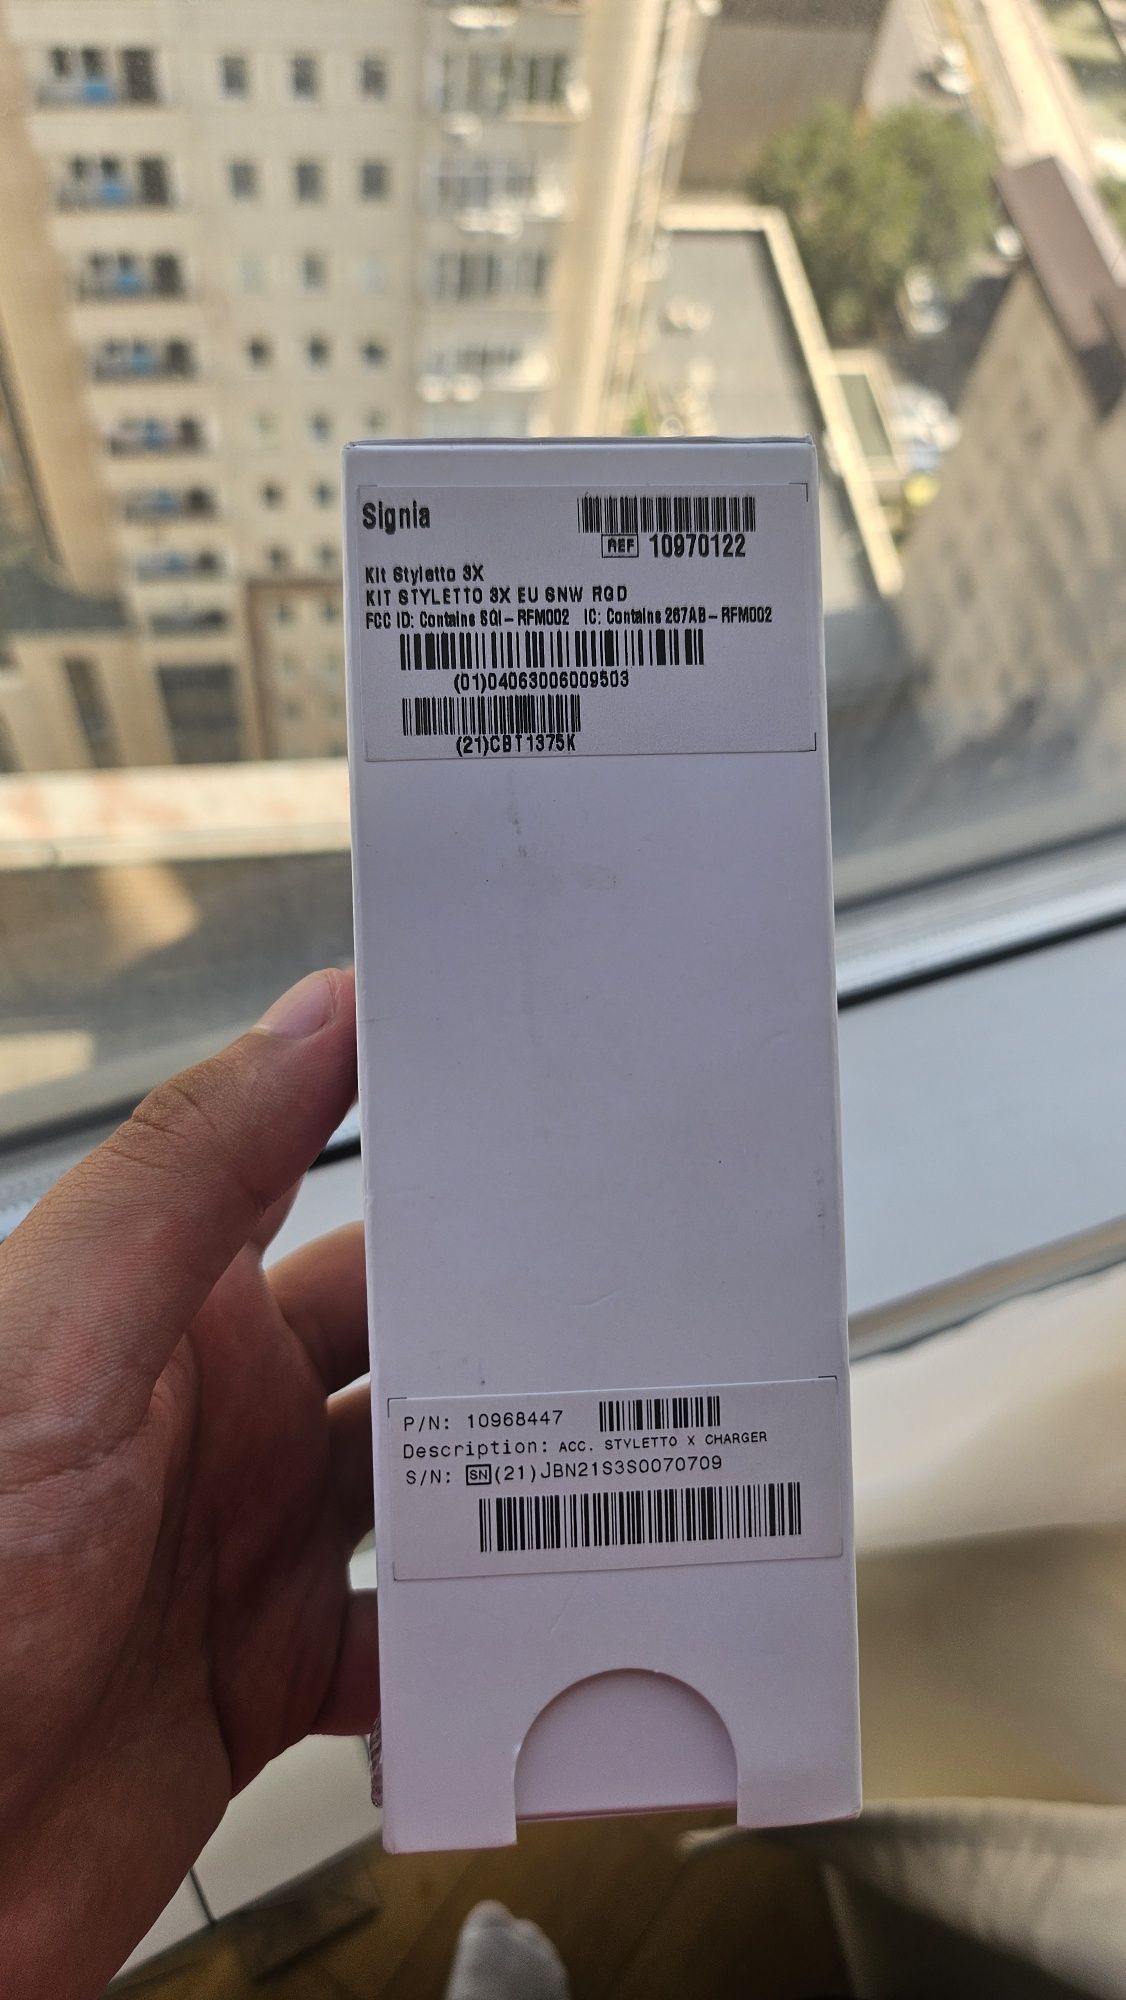 Signia
REF 10970122
Kit Styletto 3X
KIT STYLETTO 3X EU SNW RGD
FCC ID: Contains SGI-RFM002 IC: Contains 267AB-RFM002
(01)04063006009503
(21)CBT1375K
P/N: 10968447
Description: ACC. STYLETTO X CHARGER
S/N: SN (21)JBN21S3S0070709